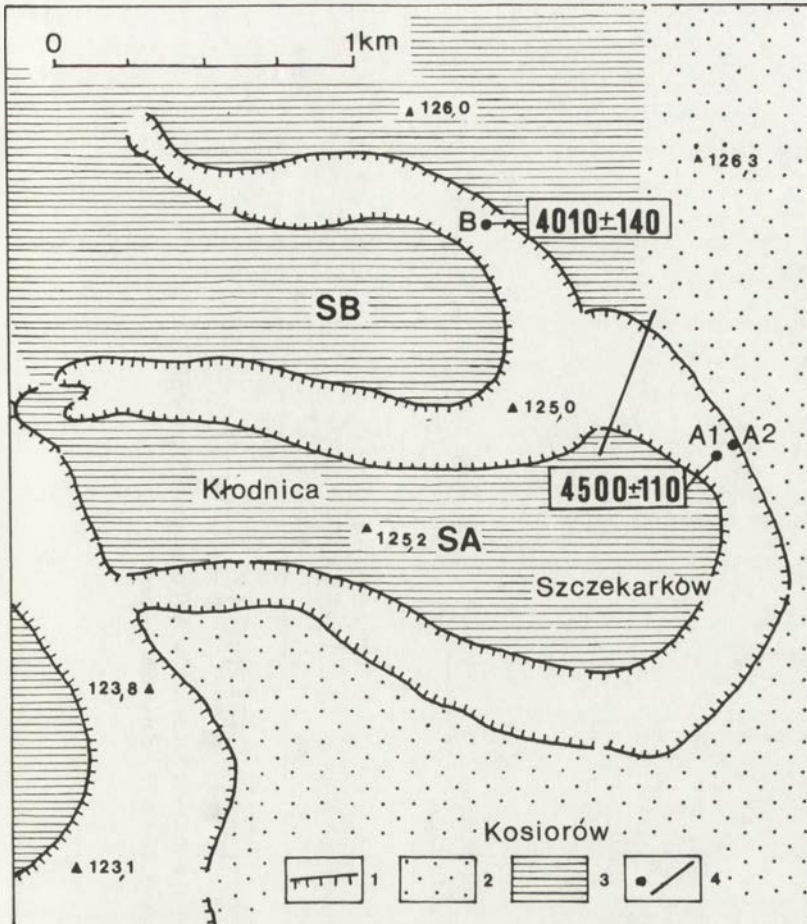 0 1km
126,0
126,3
B 4010±140
SB
125,0
A1 A2
Kłodnica
4500±110
125,2 SA
Szczekarków
123,8
Kosiorów
123,1 1 2 3 4